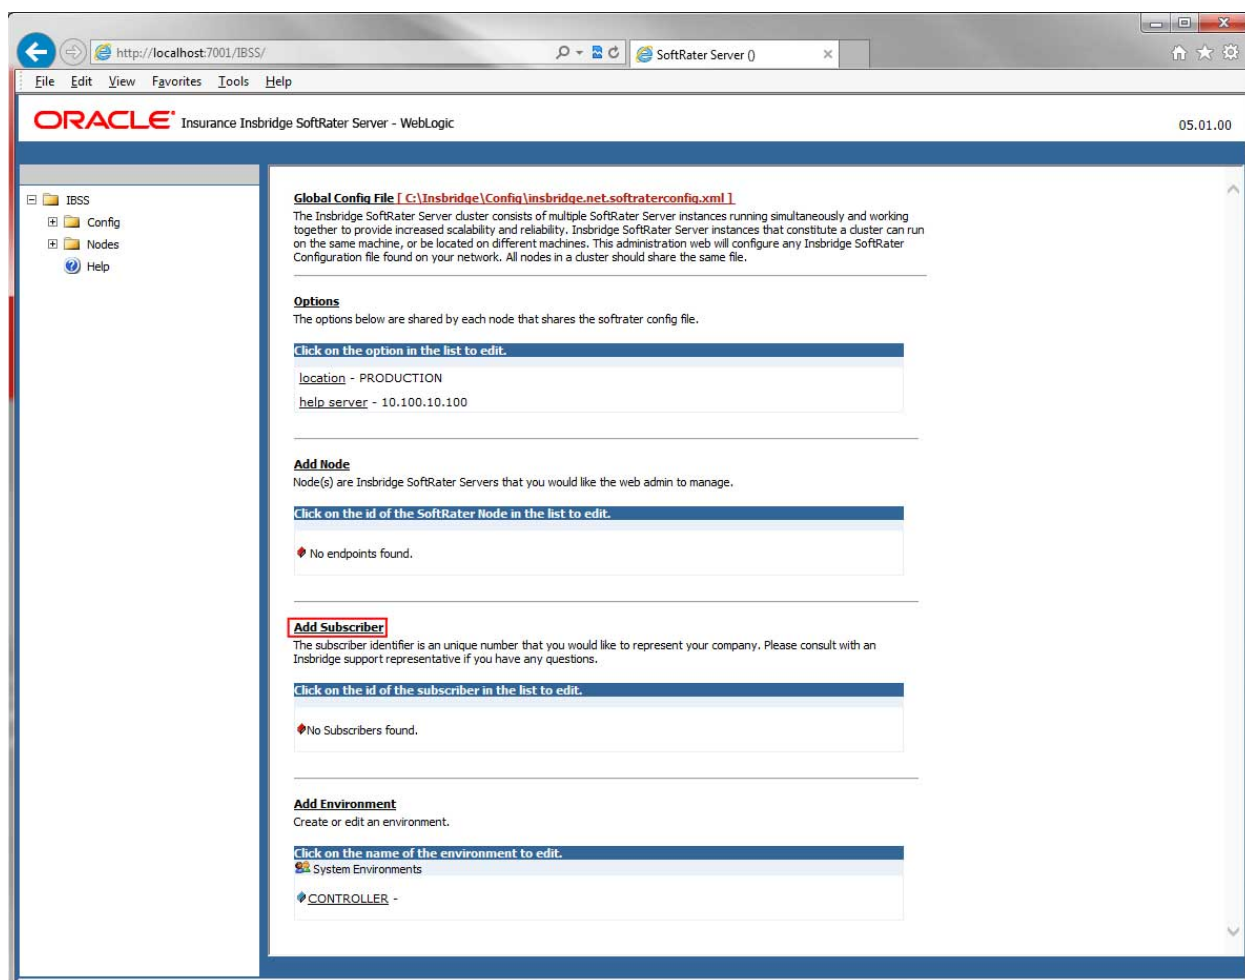 http://localhost:7001/IBSS/
SoftRater Server ()
File Edit View Favorites Tools Help
ORACLE Insurance Insbridge SoftRater Server - WebLogic
05.01.00
IBSS
Config
Nodes
Help
Global Config File [ C:\Insbridge\Config\insbridge.net.softraterconfig.xml ]
The Insbridge SoftRater Server cluster consists of multiple SoftRater Server instances running simultaneously and working
together to provide increased scalability and reliability. Insbridge SoftRater Server instances that constitute a cluster can run
on the same machine, or be located on different machines. This administration web will configure any Insbridge SoftRater
Configuration file found on your network. All nodes in a cluster should share the same file.
Options
The options below are shared by each node that shares the softrater config file.
Click on the option in the list to edit.
location - PRODUCTION
help server - 10.100.10.100
Add Node
Node(s) are Insbridge SoftRater Servers that you would like the web admin to manage.
Click on the id of the SoftRater Node in the list to edit.
No endpoints found.
Add Subscriber
The subscriber identifier is an unique number that you would like to represent your company. Please consult with an
Insbridge support representative if you have any questions.
Click on the id of the subscriber in the list to edit.
No Subscribers found.
Add Environment
Create or edit an environment.
Click on the name of the environment to edit.
System Environments
CONTROLLER -